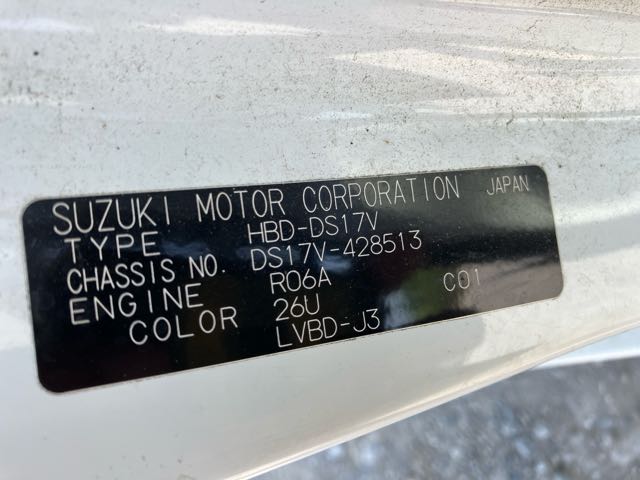 SUZUKI MOTOR CORPORATION JAPAN
TYPE HBD-DS17V
CHASSIS NO. DS17V-428513
ENGINE R06A C01
COLOR 26U
LVBD-J3